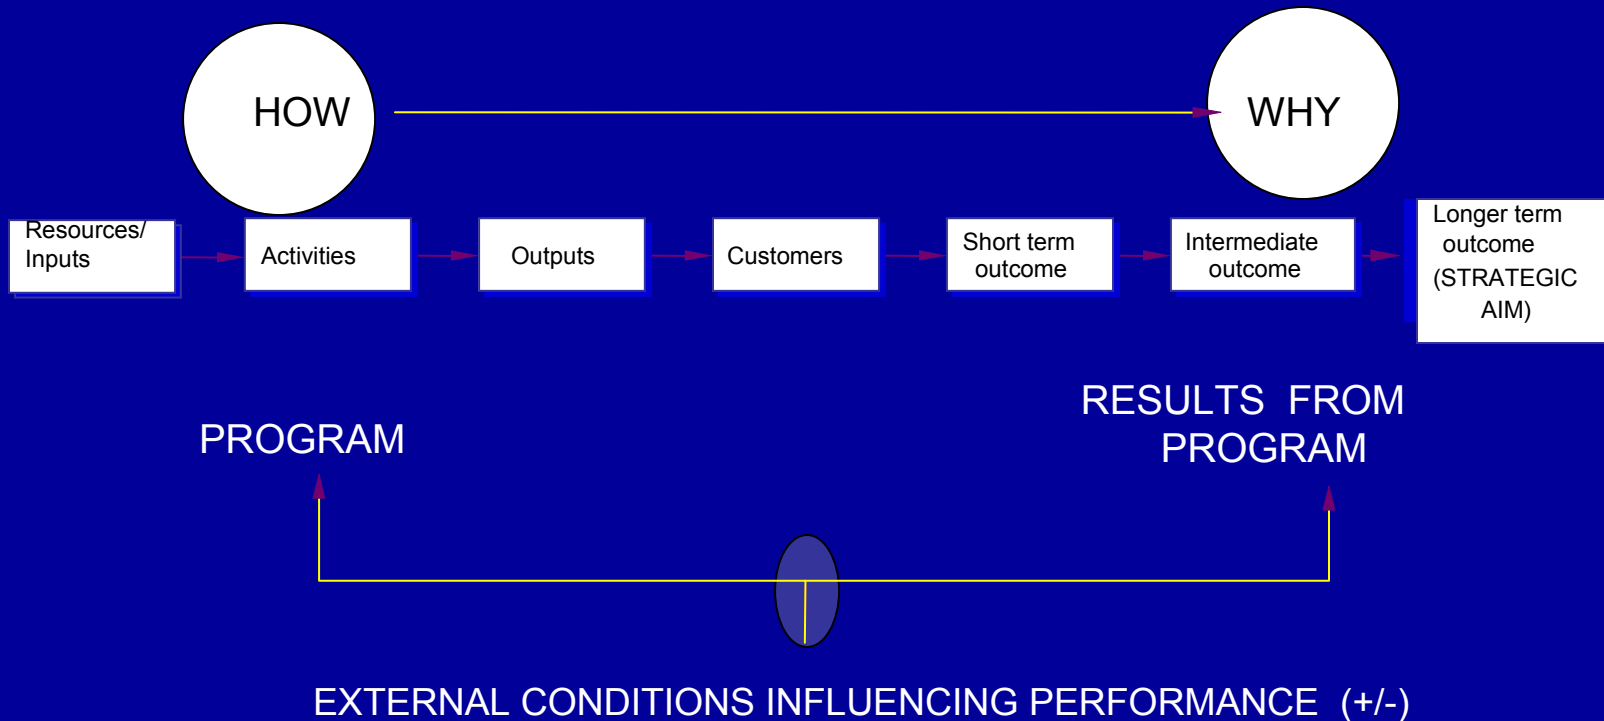 HOW
WHY
Resources/
Inputs
Activities
Outputs
Customers
Short term
outcome
Intermediate
outcome
Longer term
outcome
(STRATEGIC
AIM)
PROGRAM
RESULTS FROM
PROGRAM
EXTERNAL CONDITIONS INFLUENCING PERFORMANCE (+/-)